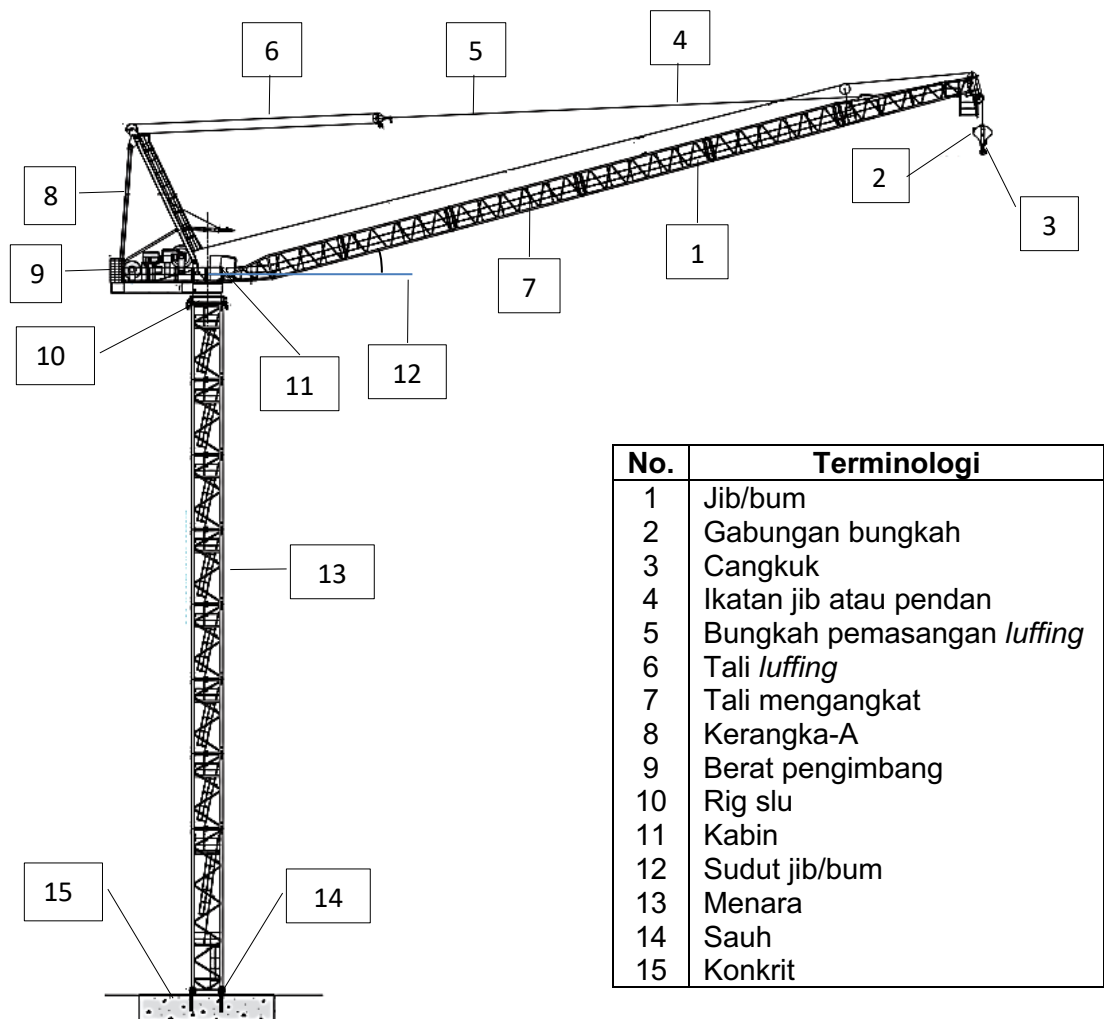 6
5
4
8
2
3
1
9
7
10
11
12
13
15
14
No. Terminologi
1 Jib/bum
2 Gabungan bungkah
3 Cangkuk
4 Ikatan jib atau pendan
5 Bungkah pemasangan luffing
6 Tali luffing
7 Tali mengangkat
8 Kerangka-A
9 Berat pengimbang
10 Rig slu
11 Kabin
12 Sudut jib/bum
13 Menara
14 Sauh
15 Konkrit